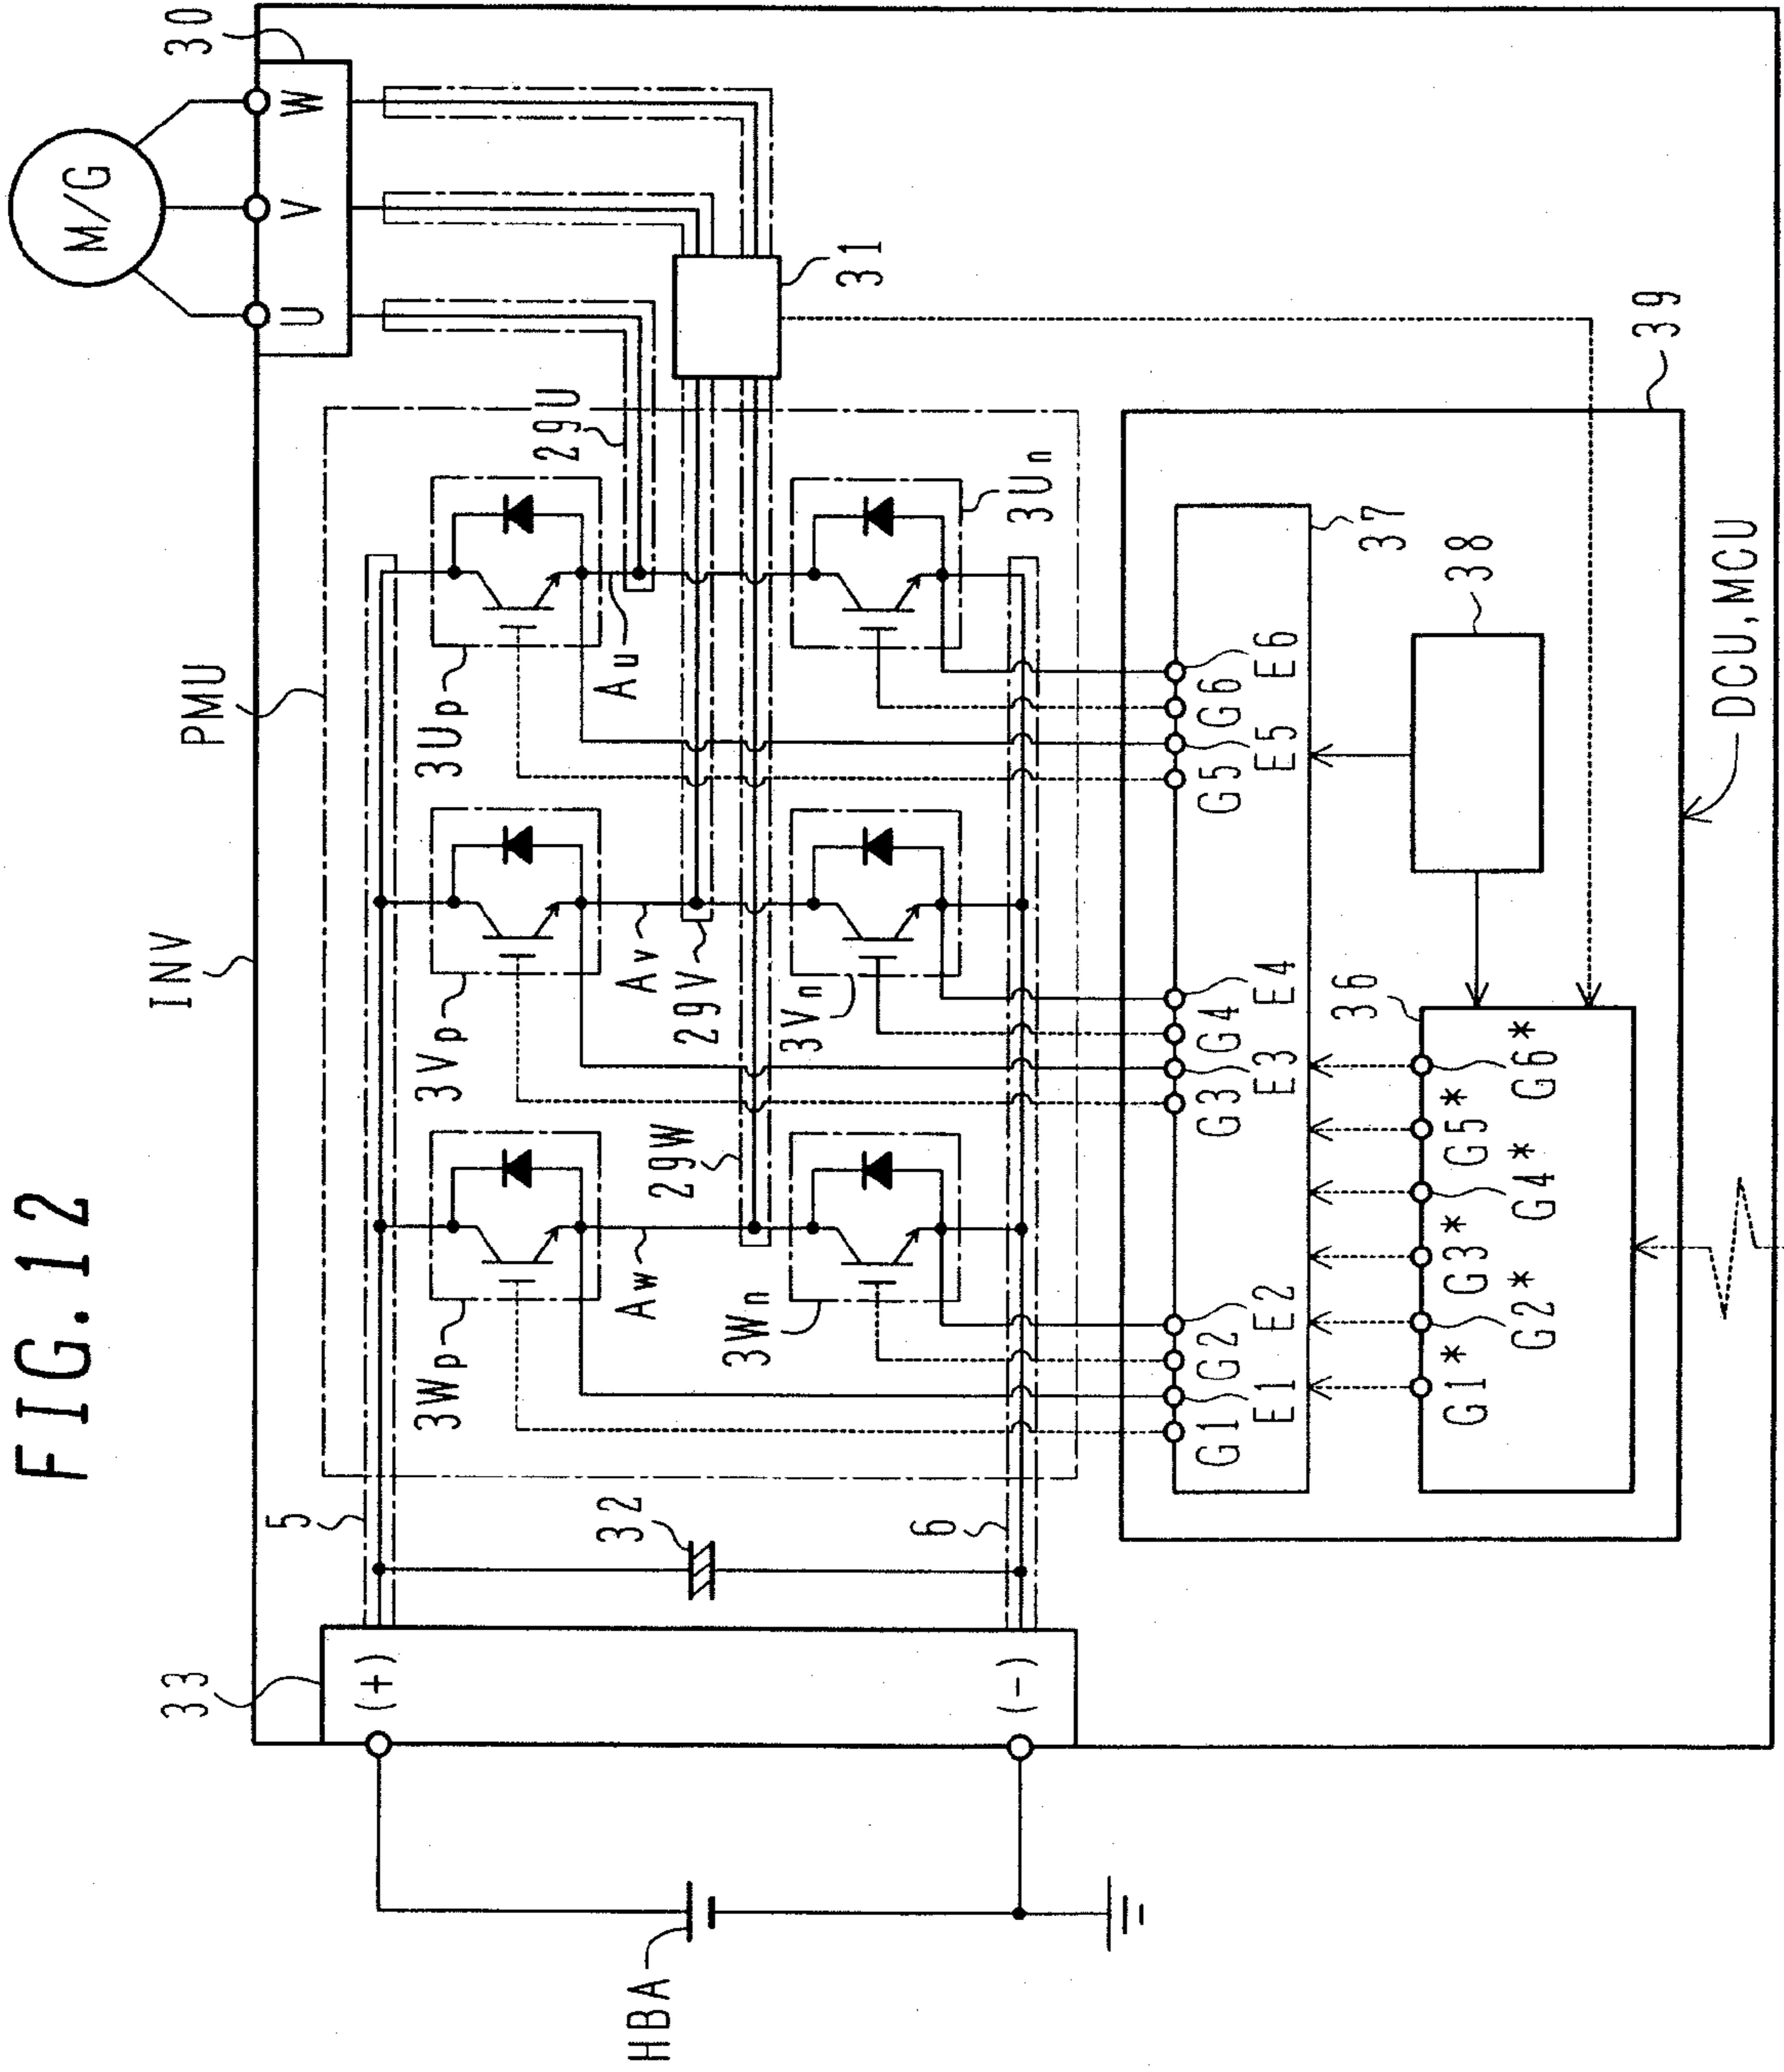 FIG.12
INV
PMU
33
(+)
(-)
HBA
5
6
32
3Wp
3Vp
3Up
Aw
Av
Au
29W
29V
29U
3Wn
3Vn
3Un
M/G
30
U
V
W
31
G1
E1
G2
E2
G3
E3
G4
E4
G5
E5
G6
E6
37
38
36
G1*
G2*
G3*
G4*
G5*
G6*
39
DCU,MCU